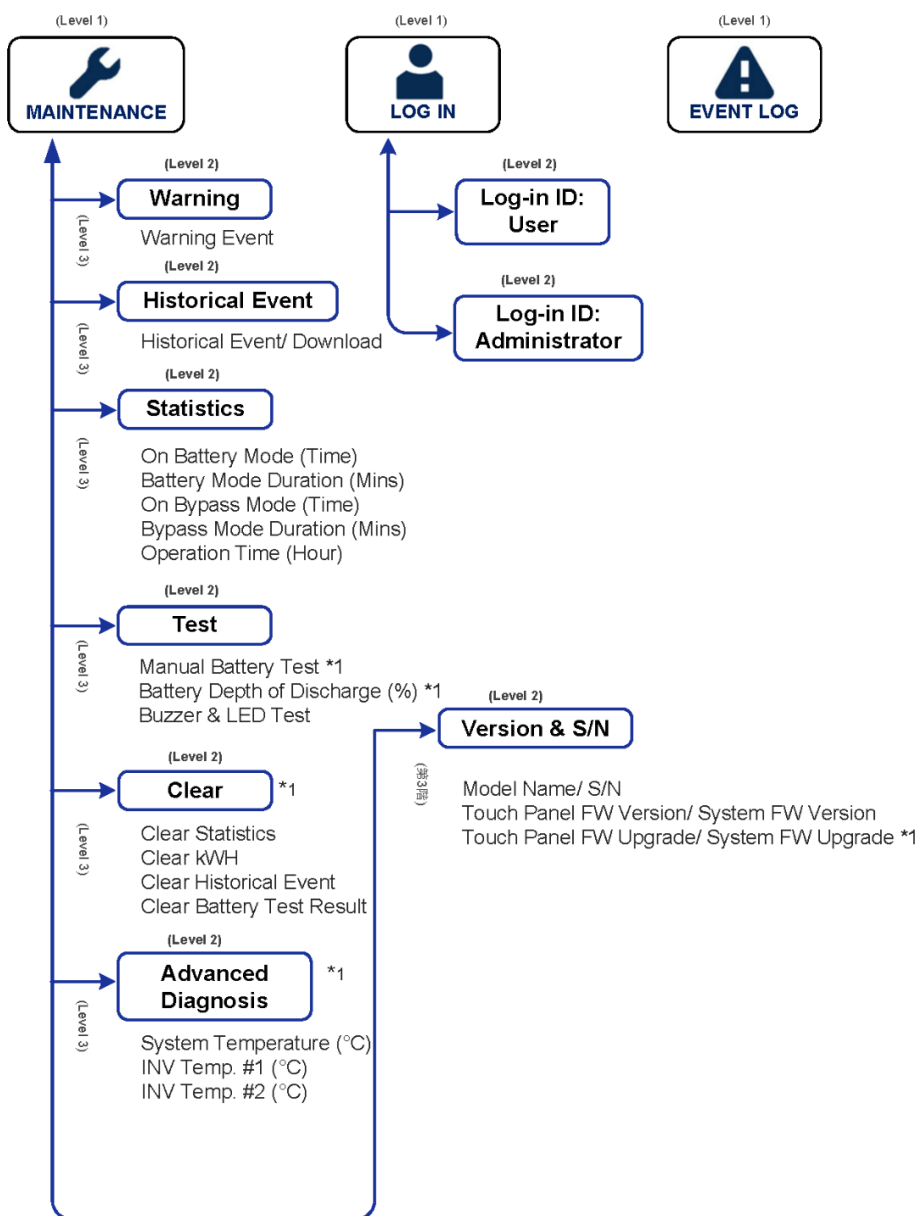 (Level 1)
MAINTENANCE
(Level 1)
LOG IN
(Level 1)
EVENT LOG
(Level 2)
Warning
(Level 3)
Warning Event
(Level 2)
Historical Event
(Level 3)
Historical Event/ Download
(Level 2)
Statistics
(Level 3)
On Battery Mode (Time)
Battery Mode Duration (Mins)
On Bypass Mode (Time)
Bypass Mode Duration (Mins)
Operation Time (Hour)
(Level 2)
Test
(Level 3)
Manual Battery Test *1
Battery Depth of Discharge (%) *1
Buzzer & LED Test
(Level 2)
Clear *1
(Level 3)
Clear Statistics
Clear kWH
Clear Historical Event
Clear Battery Test Result
(Level 2)
Advanced
Diagnosis
*1
(Level 3)
System Temperature (°C)
INV Temp. #1 (°C)
INV Temp. #2 (°C)
(Level 2)
Log-in ID:
User
(Level 2)
Log-in ID:
Administrator
(Level 2)
Version & S/N
(第3階)
Model Name/ S/N
Touch Panel FW Version/ System FW Version
Touch Panel FW Upgrade/ System FW Upgrade *1